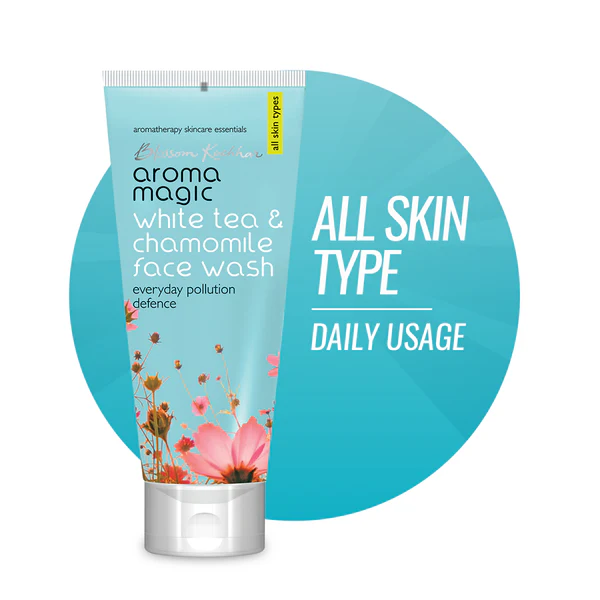 aromatherapy skincare essentials
all skin types
Blossom Kochhar
aroma
magic
white tea &
chamomile
face wash
everyday pollution
defence
ALL SKIN
TYPE
DAILY USAGE